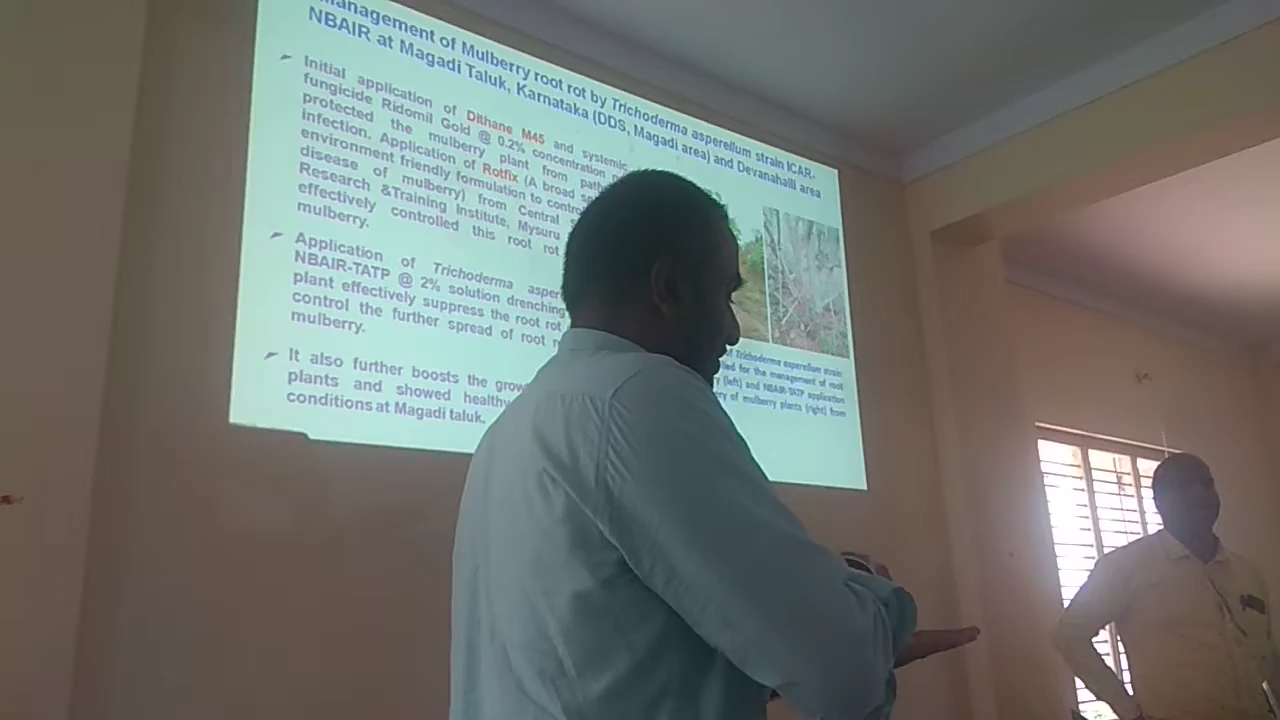 Management of Mulberry root rot by Trichoderma asperellum strain ICAR-
NBAIR at Magadi Taluk, Karnataka (DDS, Magadi area) and Devanahalli area
➢ Initial application of Dithane M45 and systemic
fungicide Ridomil Gold @ 0.2% concentration
protected the mulberry plant from
infection. Application of Rotfix (A broad
environment friendly formulation to control
disease of mulberry) from Central
Research &Training Institute, Mysuru
effectively controlled this root rot
mulberry.
➢ Application of Trichoderma
NBAIR-TATP @ 2% solution drenching
plant effectively suppress the root rot
control the further spread of root
mulberry.
➢ It also further boosts the
plants and showed
conditions at Magadi taluk.
of Trichoderma asperellum strain
for the management of root
(left) and NBAIR-TATP application
of mulberry plants (right) from